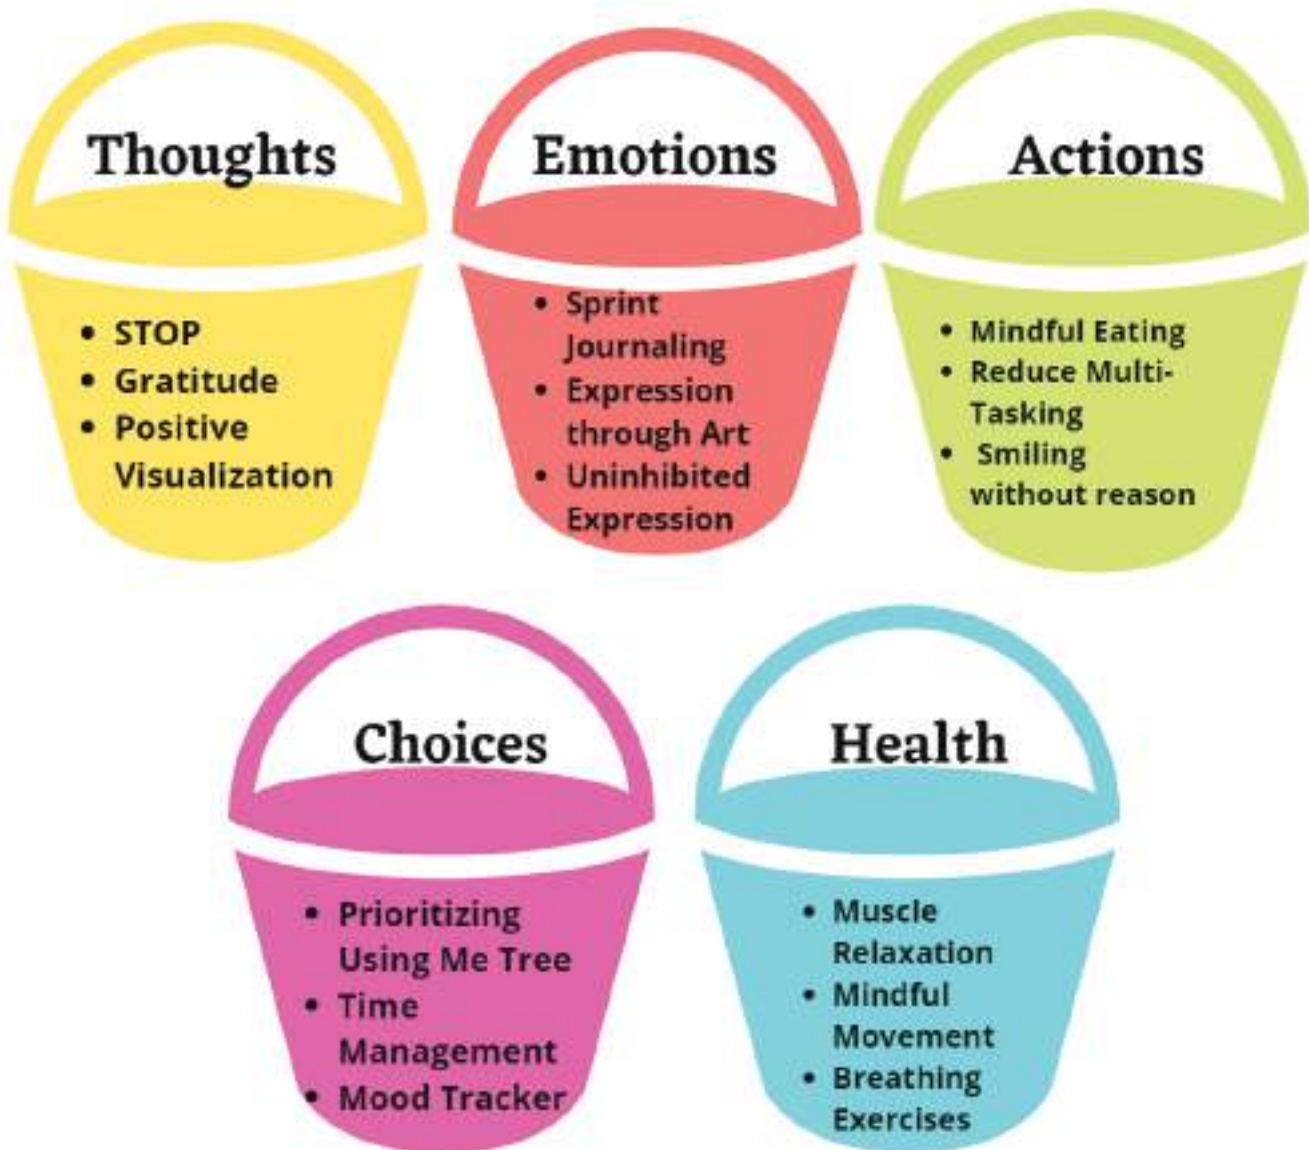 Thoughts
• STOP
• Gratitude
• Positive
Visualization
Emotions
• Sprint
Journaling
• Expression
through Art
• Uninhibited
Expression
Actions
• Mindful Eating
• Reduce Multi-
Tasking
• Smiling
without reason
Choices
• Prioritizing
Using Me Tree
• Time
Management
• Mood Tracker
Health
• Muscle
Relaxation
• Mindful
Movement
• Breathing
Exercises